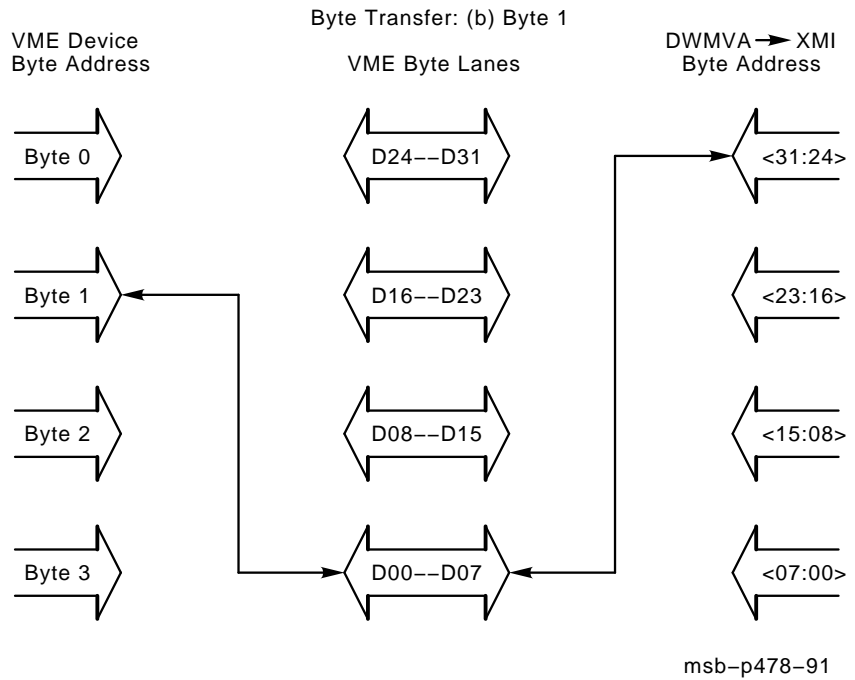 Byte Transfer: (b) Byte 1
VME Device
Byte Address
VME Byte Lanes
DWMVA → XMI
Byte Address
Byte 0
D24−−D31
<31:24>
Byte 1
D16−−D23
<23:16>
Byte 2
D08−−D15
<15:08>
Byte 3
D00−−D07
<07:00>
msb−p478−91